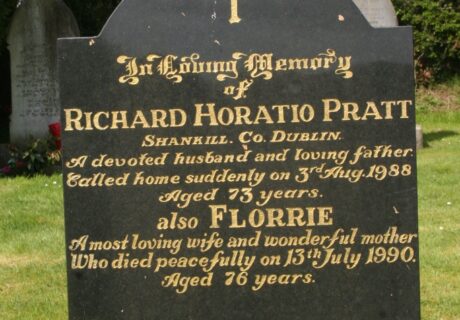 In Loving Memory
of
RICHARD HORATIO PRATT
SHANKILL. CO. DUBLIN.
A devoted husband and loving father
Called home suddenly on 3rd Aug. 1988
Aged 73 years.
also FLORRIE
A most loving wife and wonderful mother
Who died peacefully on 13th July 1990.
Aged 76 years.